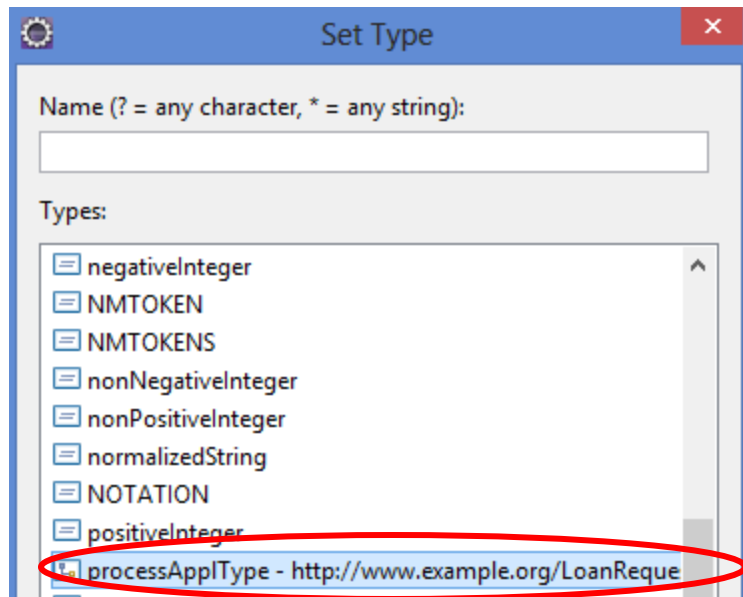 Set Type
Name (? = any character, * = any string):
Types:
negativeInteger
NMTOKEN
NMTOKENS
nonNegativeInteger
nonPositiveInteger
normalizedString
NOTATION
positiveInteger
processApplType - http://www.example.org/LoanReque